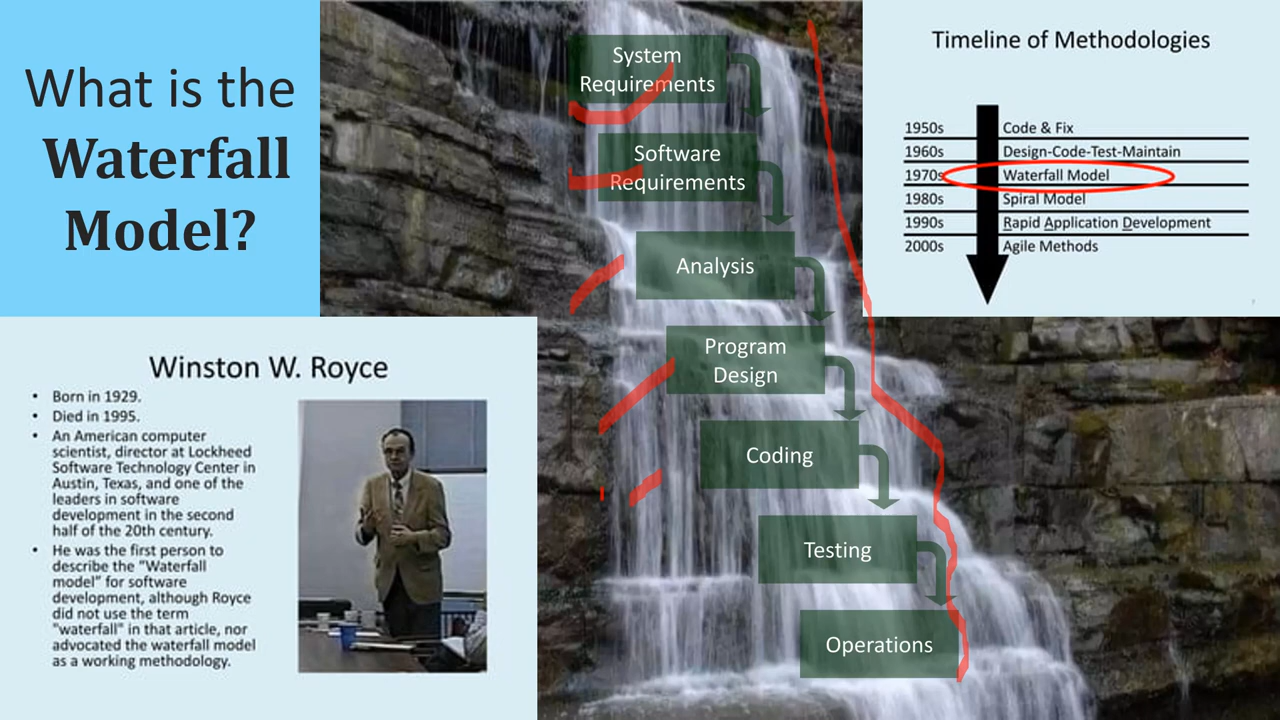 What is the
Waterfall
Model?
System
Requirements
Software
Requirements
Analysis
Program
Design
Coding
Testing
Operations
Timeline of Methodologies
1950s Code & Fix
1960s Design-Code-Test-Maintain
1970s Waterfall Model
1980s Spiral Model
1990s Rapid Application Development
2000s Agile Methods
Winston W. Royce
• Born in 1929.
• Died in 1995.
• An American computer
scientist, director at Lockheed
Software Technology Center in
Austin, Texas, and one of the
leaders in software
development in the second
half of the 20th century.
• He was the first person to
describe the "Waterfall
model" for software
development, although Royce
did not use the term
"waterfall" in that article, nor
advocated the waterfall model
as a working methodology.